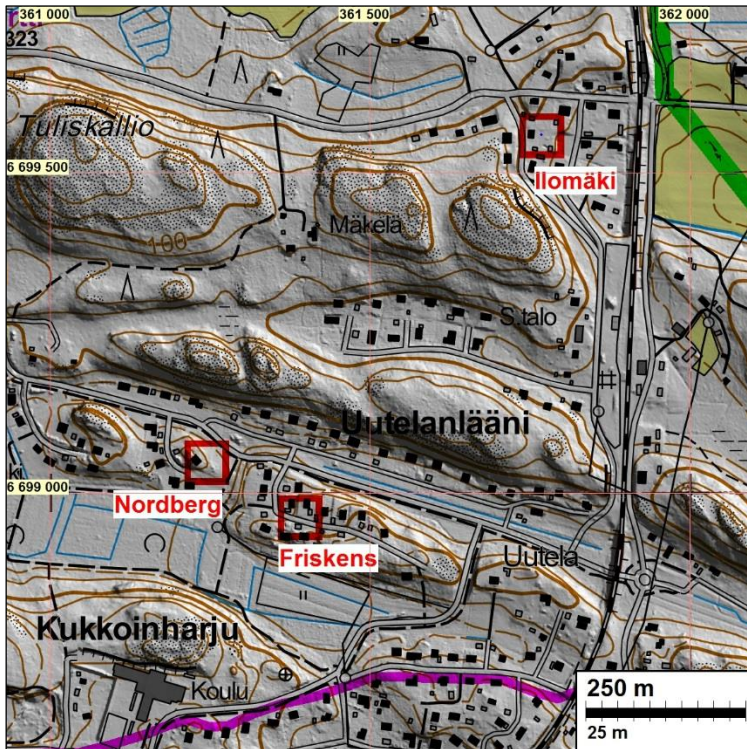 361 000
361 500
362 000
323
Tuliskallio
6 699 500
Ilomäki
Mäkelä
100
S.talo
Uutelanlääni
6 699 000
Nordberg
Friskens
Uutela
Kukkoinharju
Koulu
250 m
25 m